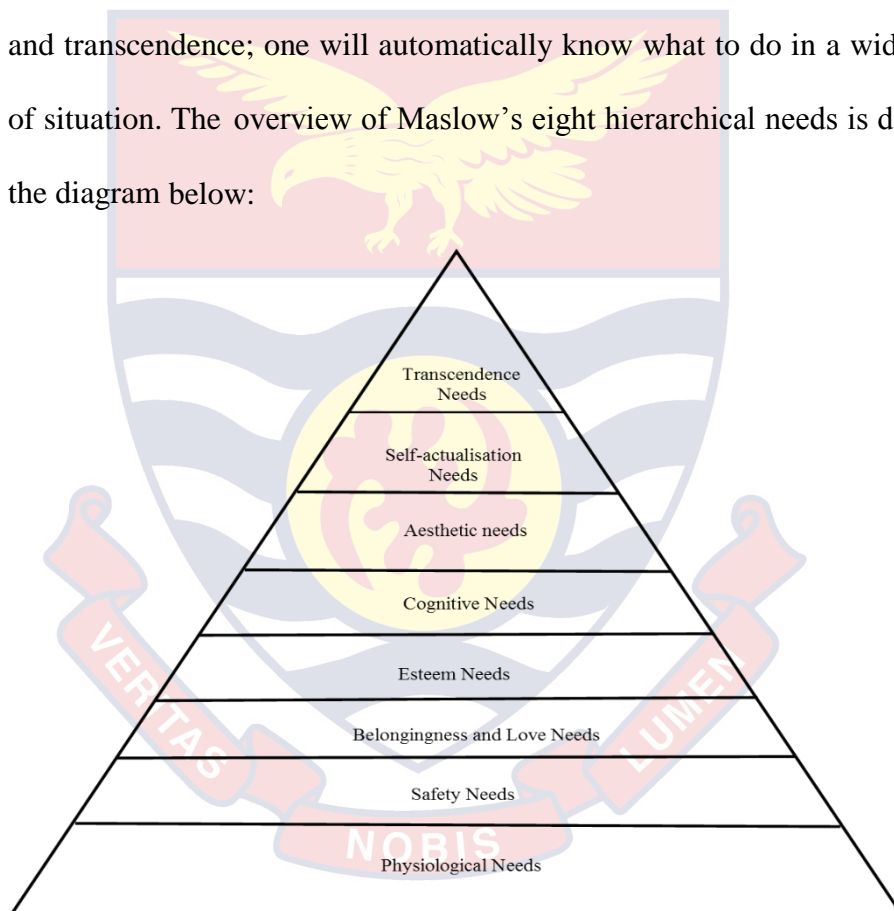 and transcendence; one will automatically know what to do in a wid
of situation. The overview of Maslow’s eight hierarchical needs is d
the diagram below:
Transcendence
Needs
Self-actualisation
Needs
Aesthetic needs
Cognitive Needs
Esteem Needs
Belongingness and Love Needs
Safety Needs
Physiological Needs
VERITAS
NOBIS
LUMEN